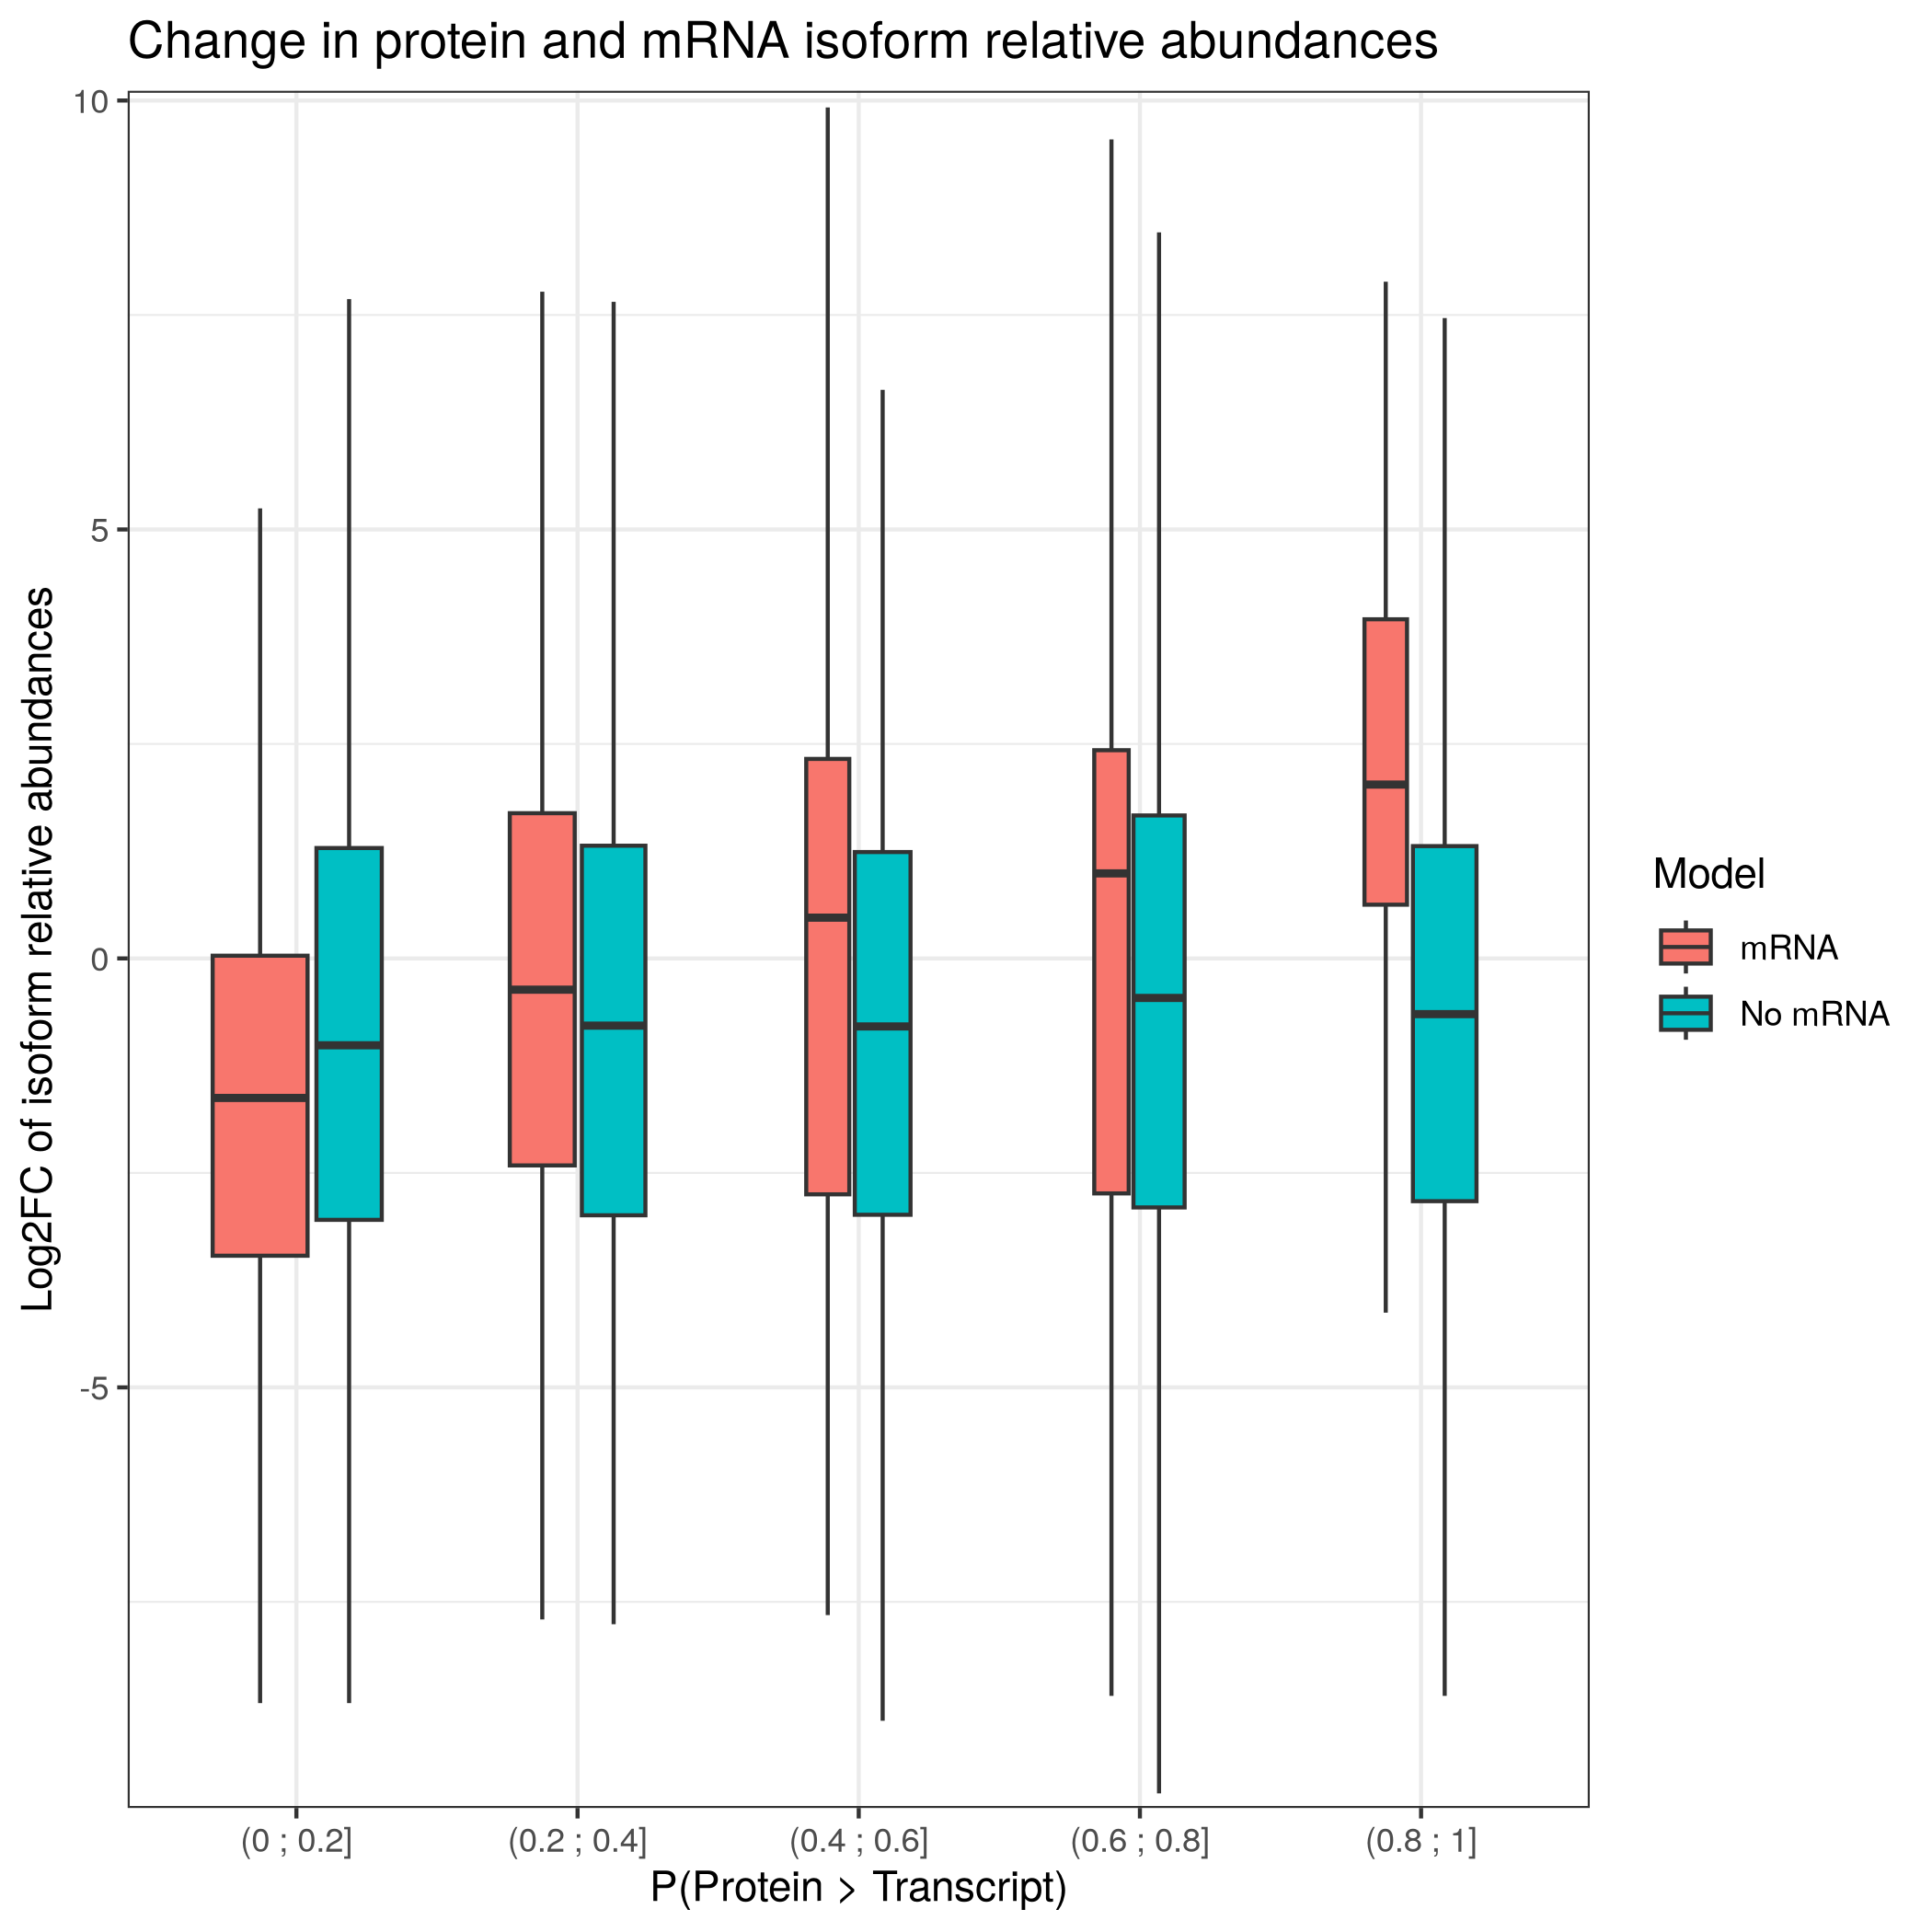 Change in protein and mRNA isoform relative abundances
Log2FC of isoform relative abundances
10
5
0
-5
(0 ; 0.2]
(0.2 ; 0.4]
(0.4 ; 0.6]
(0.6 ; 0.8]
(0.8 ; 1]
P(Protein > Transcript)
Model
mRNA
No mRNA